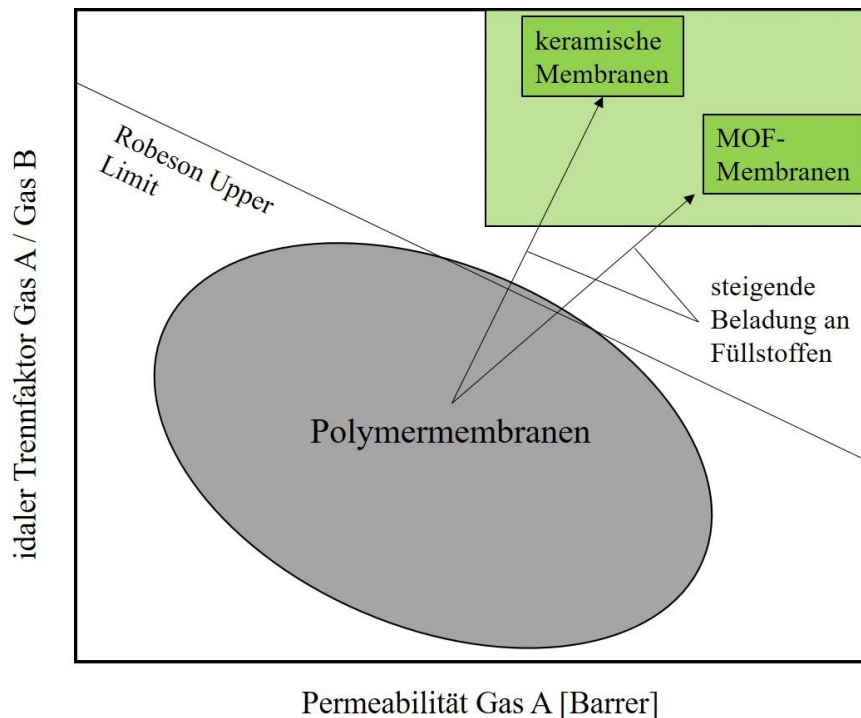 keramische
Membranen
MOF-
Membranen
Robeson Upper
Limit
steigende
Beladung an
Füllstoffen
Polymermembranen
idaler Trennfaktor Gas A / Gas B
Permeabilität Gas A [Barrer]